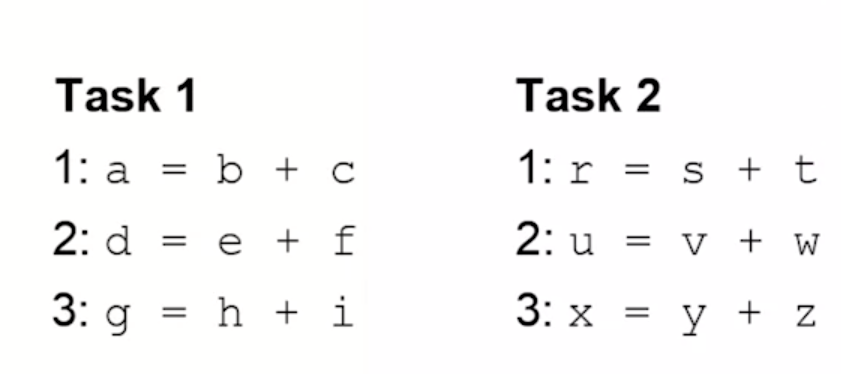 Task 1
1: a = b + c
2: d = e + f
3: g = h + i
Task 2
1: r = s + t
2: u = v + w
3: x = y + z